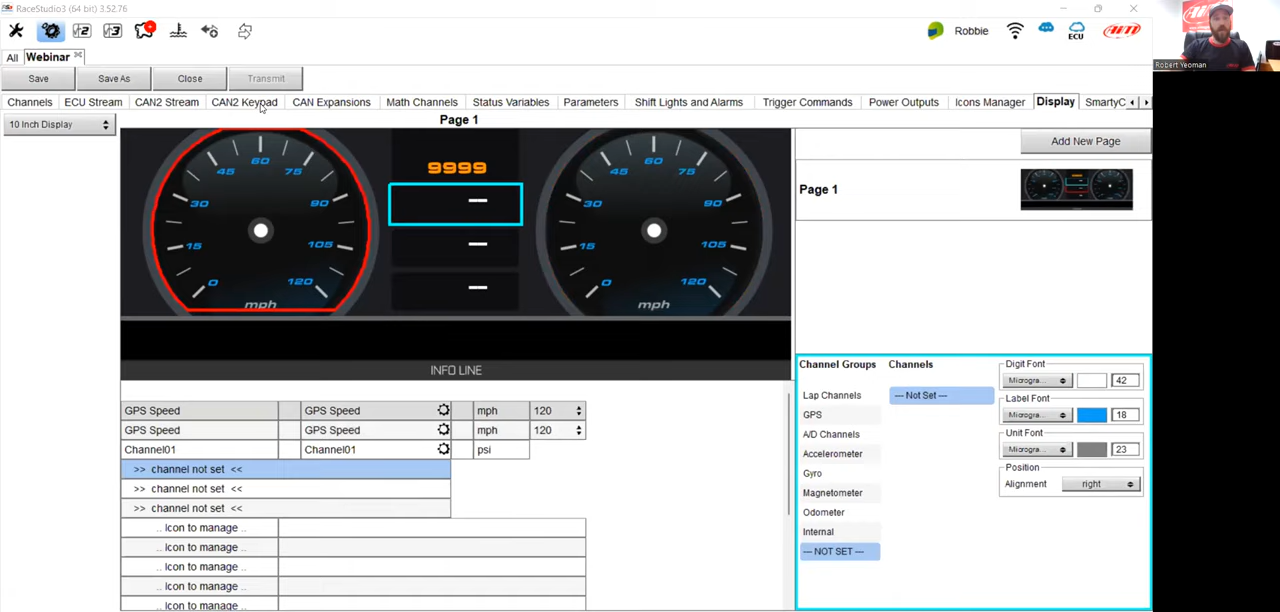 RaceStudio3 (64 bit) 3.52.76
Robbie
ECU
AiM
All Webinar
Save Save As Close Transmit
Channels ECU Stream CAN2 Stream CAN2 Keypad CAN Expansions Math Channels Status Variables Parameters Shift Lights and Alarms Trigger Commands Power Outputs Icons Manager Display SmartyC
Robert Yeoman
10 Inch Display
Page 1
Add New Page
Page 1
0 15 30 45 60 75 90 105 120
mph
9999
0 15 30 45 60 75 90 105 120
mph
INFO LINE
GPS Speed GPS Speed mph 120
GPS Speed GPS Speed mph 120
Channel01 Channel01 psi
>> channel not set <<
>> channel not set <<
>> channel not set <<
.. Icon to manage ..
.. Icon to manage ..
.. Icon to manage ..
.. Icon to manage ..
.. Icon to manage ..
Channel Groups
Lap Channels
GPS
A/D Channels
Accelerometer
Gyro
Magnetometer
Odometer
Internal
--- NOT SET ---
Channels
--- Not Set ---
Digit Font
Microgra... 42
Label Font
Microgra... 18
Unit Font
Microgra... 23
Position
Alignment right